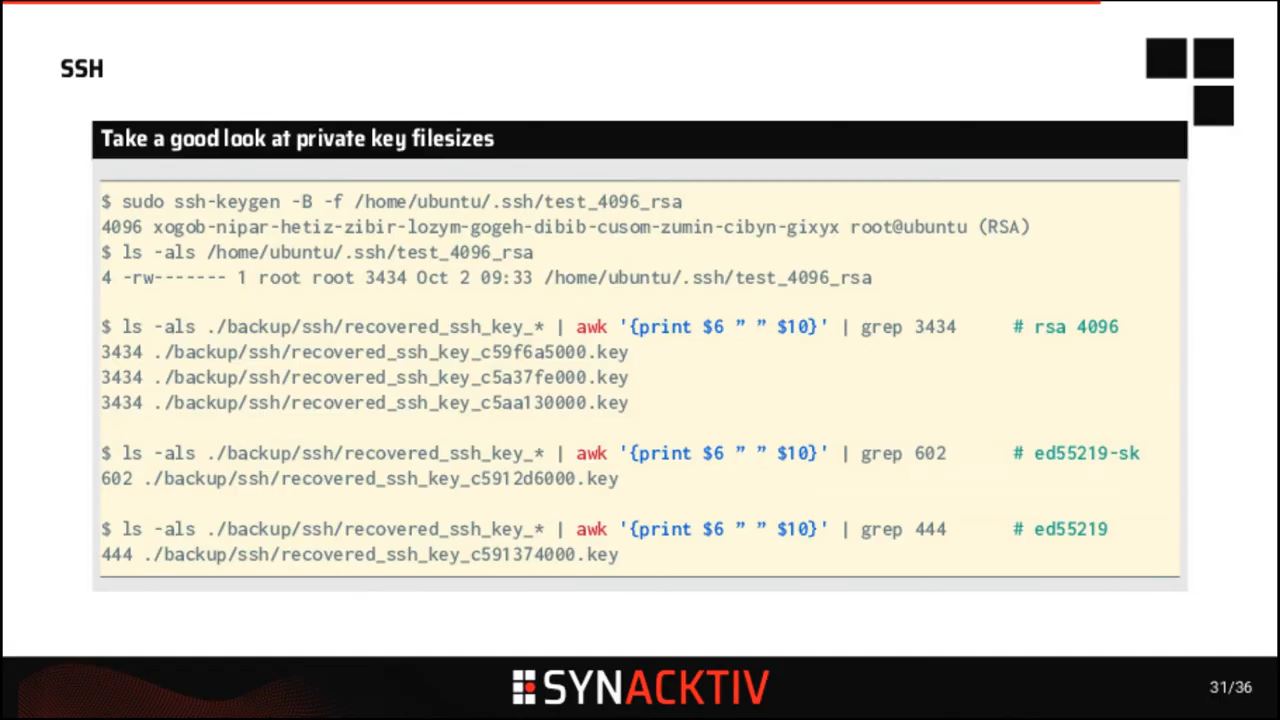 SSH
Take a good look at private key filesizes
$ sudo ssh-keygen -B -f /home/ubuntu/.ssh/test_4096_rsa
4096 xogob-nipar-hetiz-zibir-lozym-gogeh-dibib-cusom-zumin-cibyn-gixyx root@ubuntu (RSA)
$ ls -als /home/ubuntu/.ssh/test_4096_rsa
4 -rw------- 1 root root 3434 Oct 2 09:33 /home/ubuntu/.ssh/test_4096_rsa
$ ls -als ./backup/ssh/recovered_ssh_key_* | awk '{print $6 ” ” $10}' | grep 3434 # rsa 4096
3434 ./backup/ssh/recovered_ssh_key_c59f6a5000.key
3434 ./backup/ssh/recovered_ssh_key_c5a37fe000.key
3434 ./backup/ssh/recovered_ssh_key_c5aa130000.key
$ ls -als ./backup/ssh/recovered_ssh_key_* | awk '{print $6 ” ” $10}' | grep 602 # ed55219-sk
602 ./backup/ssh/recovered_ssh_key_c5912d6000.key
$ ls -als ./backup/ssh/recovered_ssh_key_* | awk '{print $6 ” ” $10}' | grep 444 # ed55219
444 ./backup/ssh/recovered_ssh_key_c591374000.key
SYNACKTIV
31/36